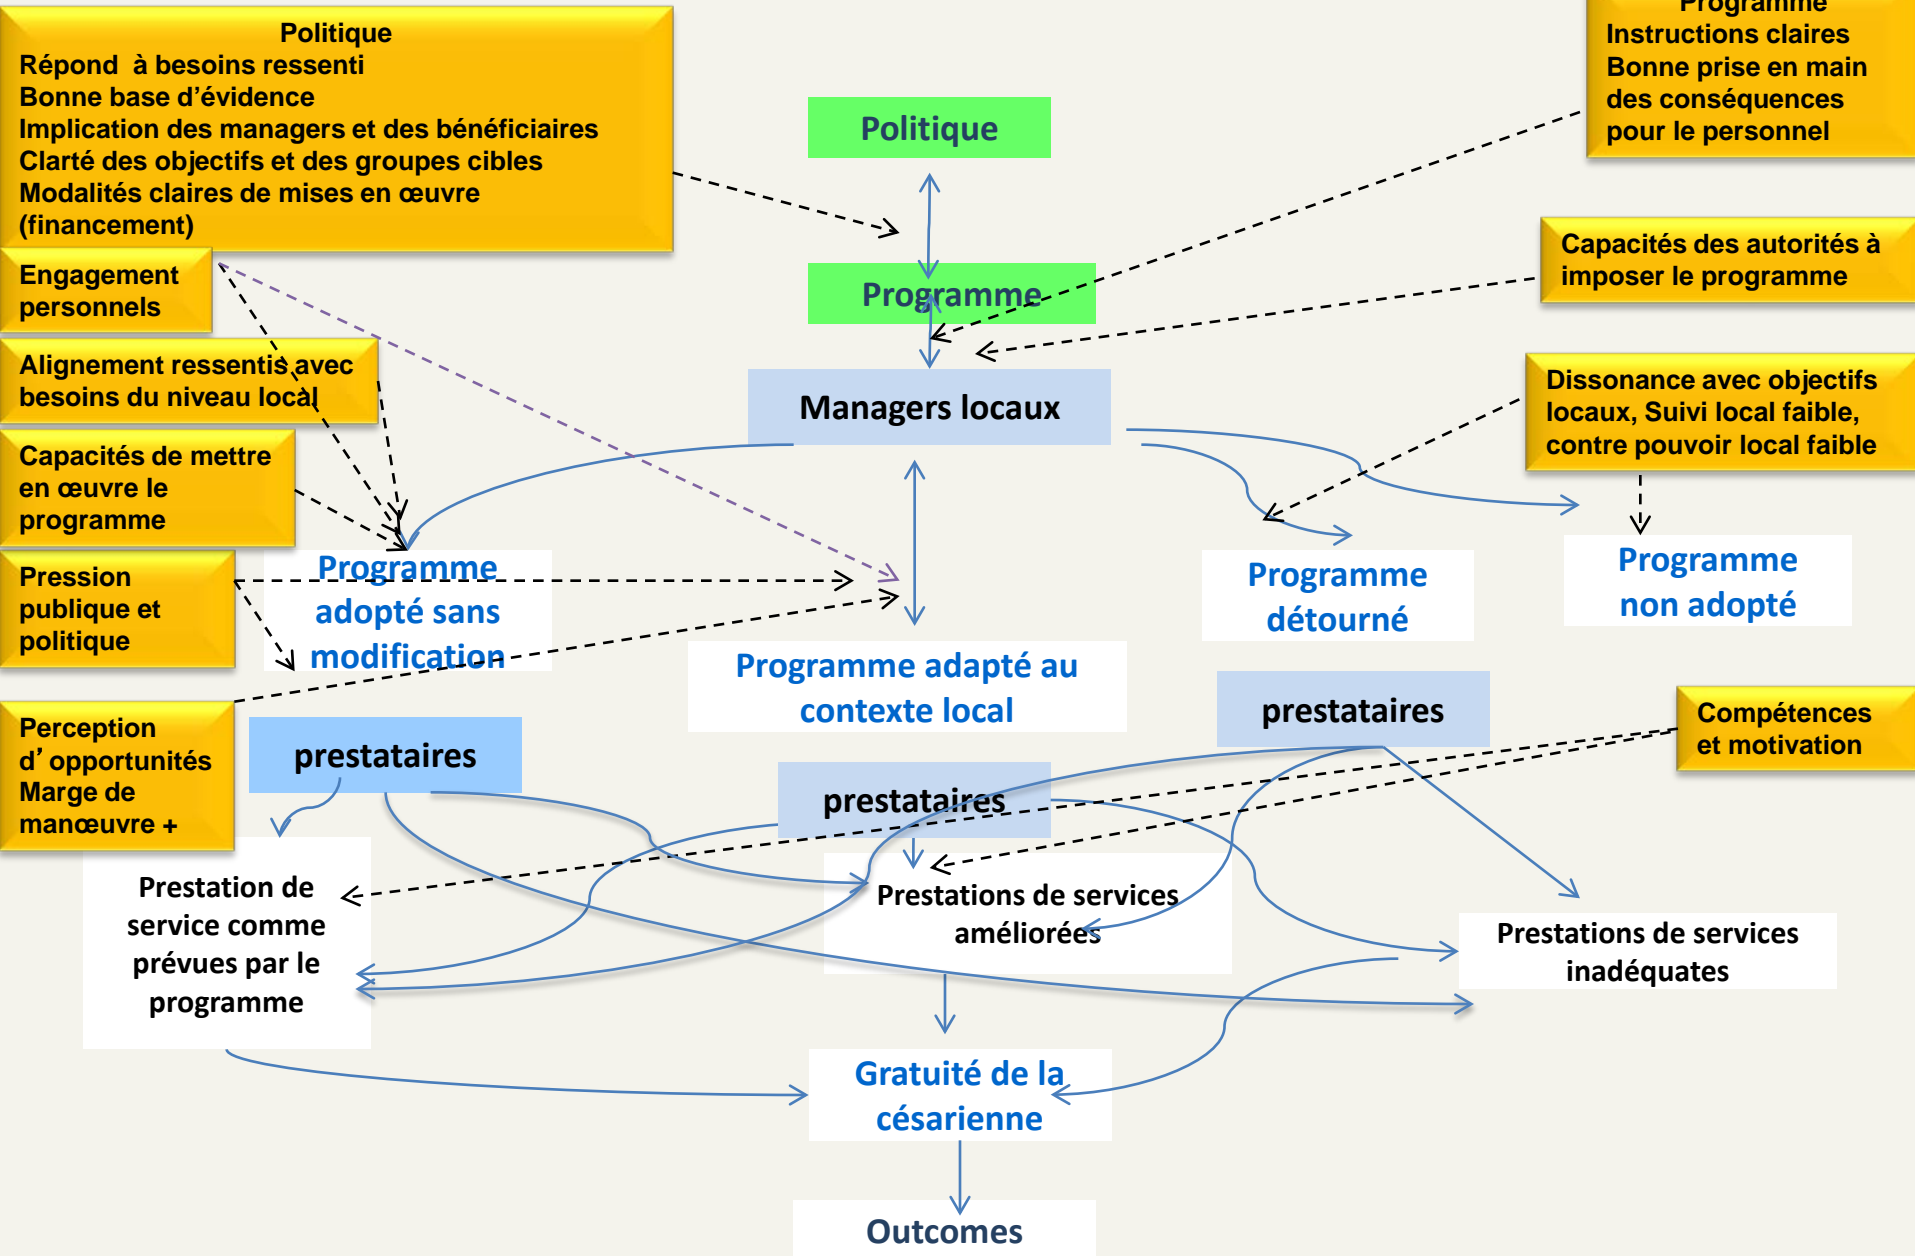 Politique
Répond à besoins ressenti
Bonne base d'évidence
Implication des managers et des bénéficiaires
Clarté des objectifs et des groupes cibles
Modalités claires de mises en œuvre
(financement)
Programme
Instructions claires
Bonne prise en main
des conséquences
pour le personnel
Politique
Engagement
personnels
Programme
Capacités des autorités à
imposer le programme
Alignement ressentis avec
besoins du niveau local
Managers locaux
Dissonance avec objectifs
locaux, Suivi local faible,
contre pouvoir local faible
Capacités de mettre
en œuvre le
programme
Pression
publique et
politique
Programme
adopté sans
modification
Programme adapté au
contexte local
Programme
détourné
Programme
non adopté
Perception
d' opportunités
Marge de
manœuvre +
prestataires
prestataires
prestataires
Compétences
et motivation
Prestation de
service comme
prévues par le
programme
Prestations de services
améliorées
Prestations de services
inadéquates
Gratuité de la
césarienne
Outcomes